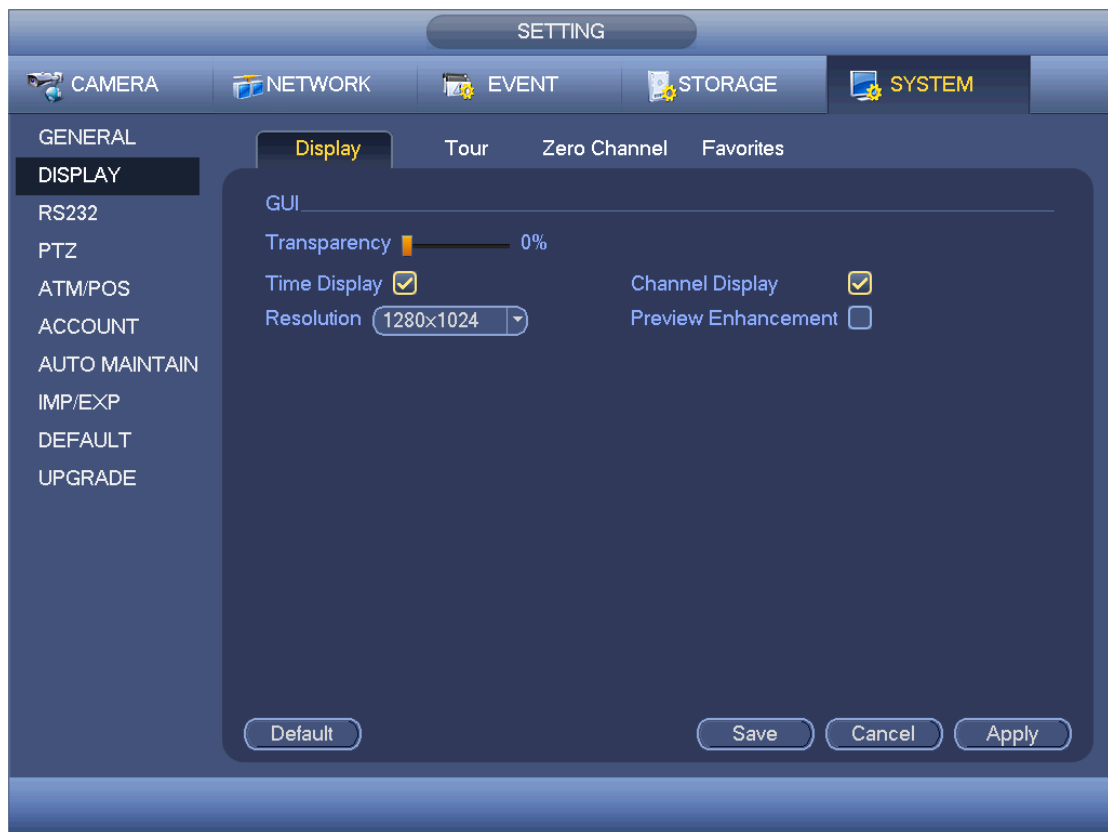 SETTING
CAMERA NETWORK EVENT STORAGE SYSTEM
GENERAL
DISPLAY
RS232
PTZ
ATM/POS
ACCOUNT
AUTO MAINTAIN
IMP/EXP
DEFAULT
UPGRADE
Display Tour Zero Channel Favorites
GUI
Transparency 0%
Time Display Channel Display
Resolution 1280×1024 Preview Enhancement
Default Save Cancel Apply